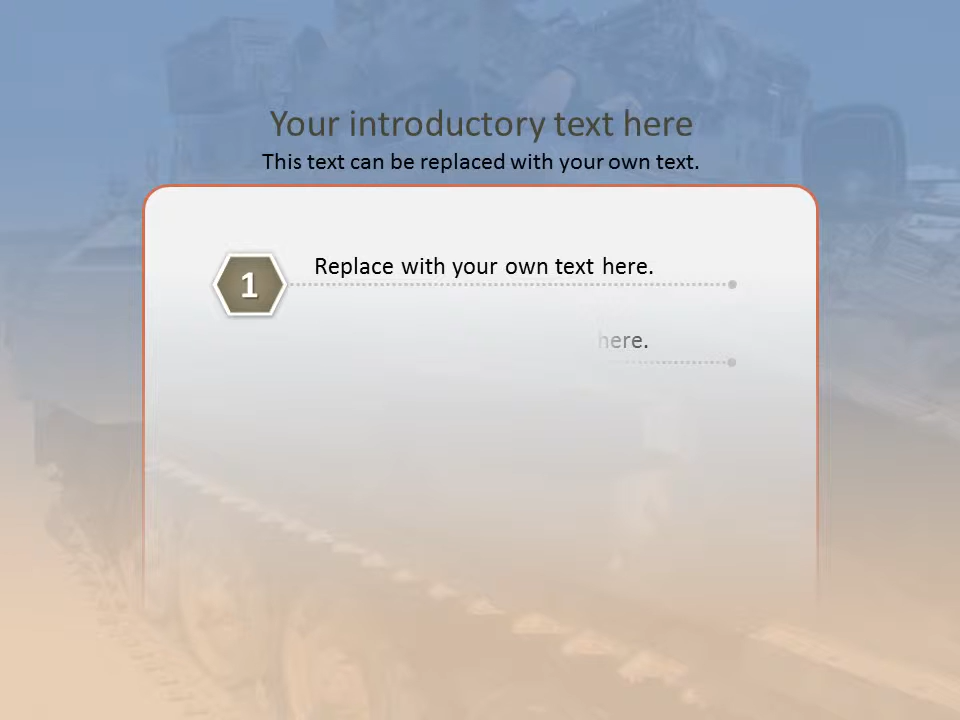 Your introductory text here
This text can be replaced with your own text.
Replace with your own text here.
1
here.